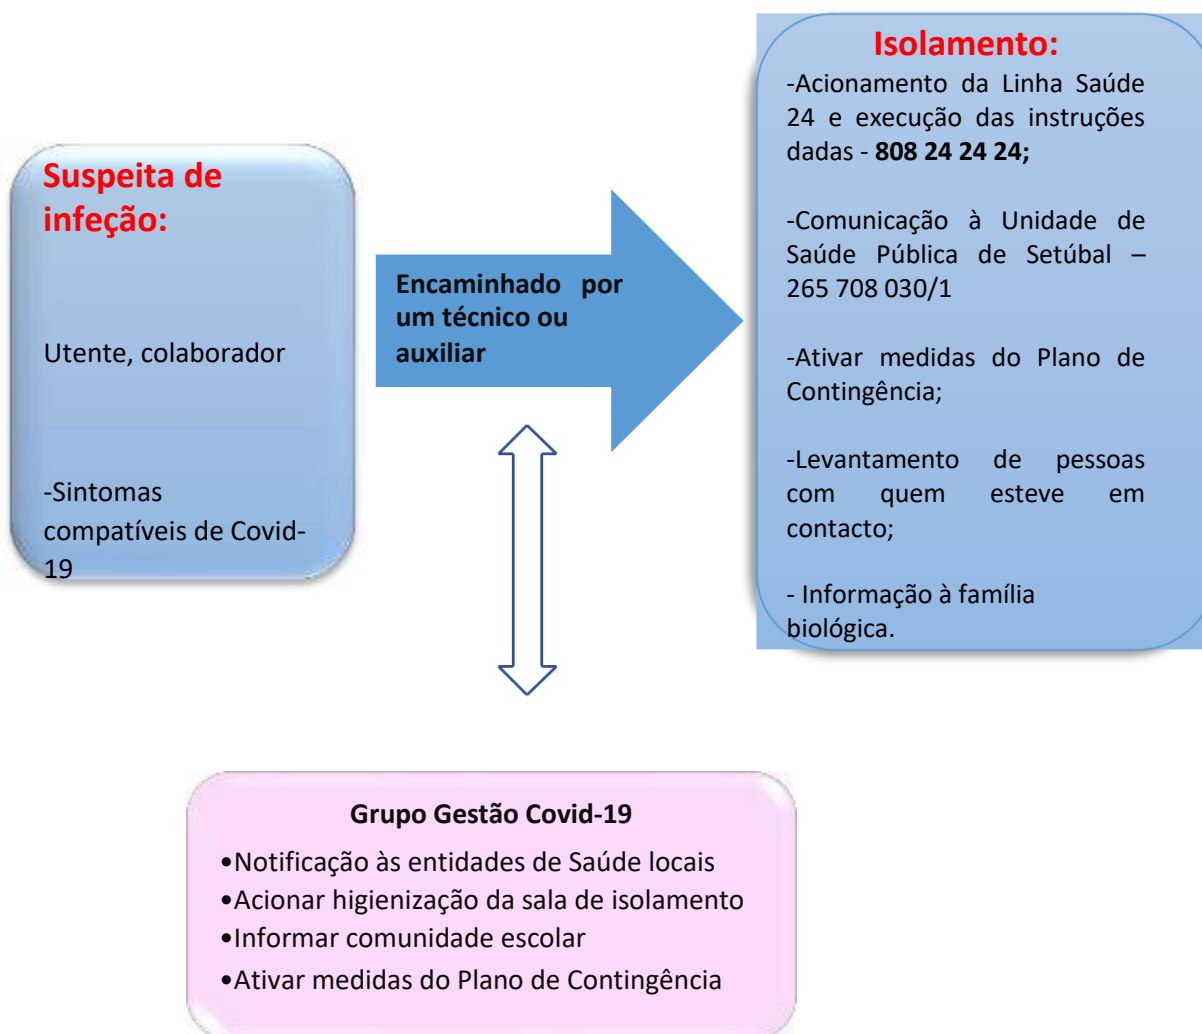 Suspeita de
infeção:
Utente, colaborador
-Sintomas
compatíveis de Covid-
19
Encaminhado por
um técnico ou
auxiliar
Isolamento:
-Acionamento da Linha Saúde
24 e execução das instruções
dadas - 808 24 24 24;
-Comunicação à Unidade de
Saúde Pública de Setúbal –
265 708 030/1
-Ativar medidas do Plano de
Contingência;
-Levantamento de pessoas
com quem esteve em
contacto;
- Informação à família
biológica.
Grupo Gestão Covid-19
•Notificação às entidades de Saúde locais
•Acionar higienização da sala de isolamento
•Informar comunidade escolar
•Ativar medidas do Plano de Contingência